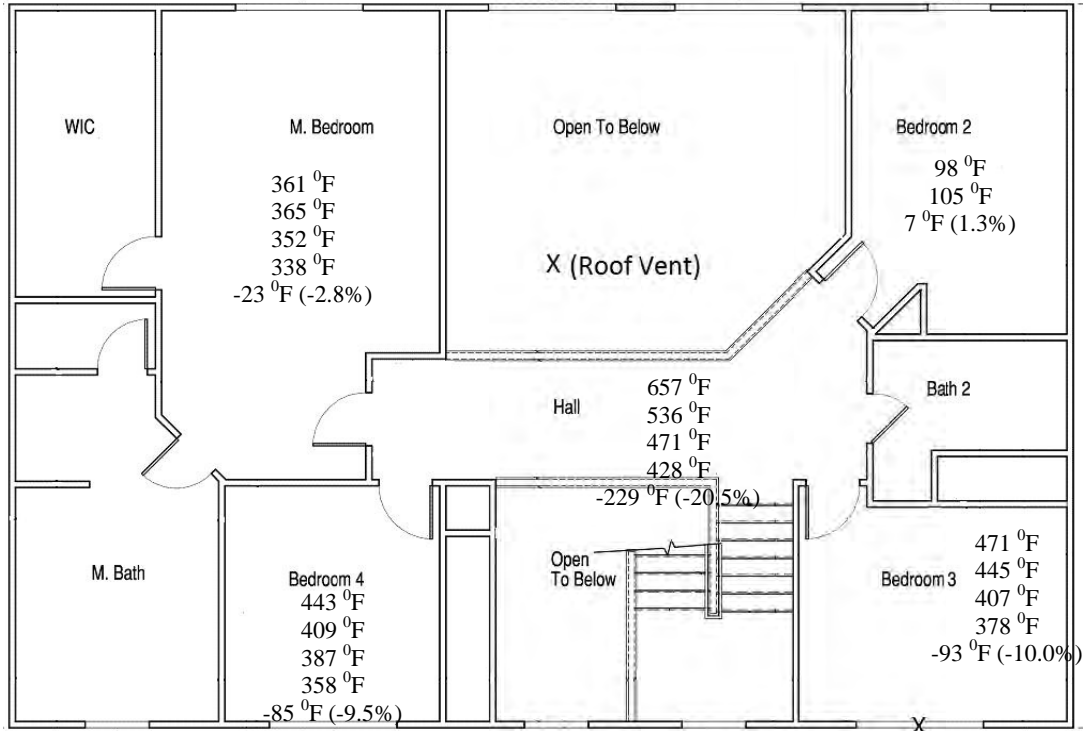 WIC
M. Bedroom
361 ⁰F
365 ⁰F
352 ⁰F
338 ⁰F
-23 ⁰F (-2.8%)
Open To Below
X (Roof Vent)
Bedroom 2
98 ⁰F
105 ⁰F
7 ⁰F (1.3%)
Hall
657 ⁰F
536 ⁰F
471 ⁰F
428 ⁰F
-229 ⁰F (-20.5%)
Bath 2
M. Bath
Bedroom 4
443 ⁰F
409 ⁰F
387 ⁰F
358 ⁰F
-85 ⁰F (-9.5%)
Open
To Below
Bedroom 3
471 ⁰F
445 ⁰F
407 ⁰F
378 ⁰F
-93 ⁰F (-10.0%)
X